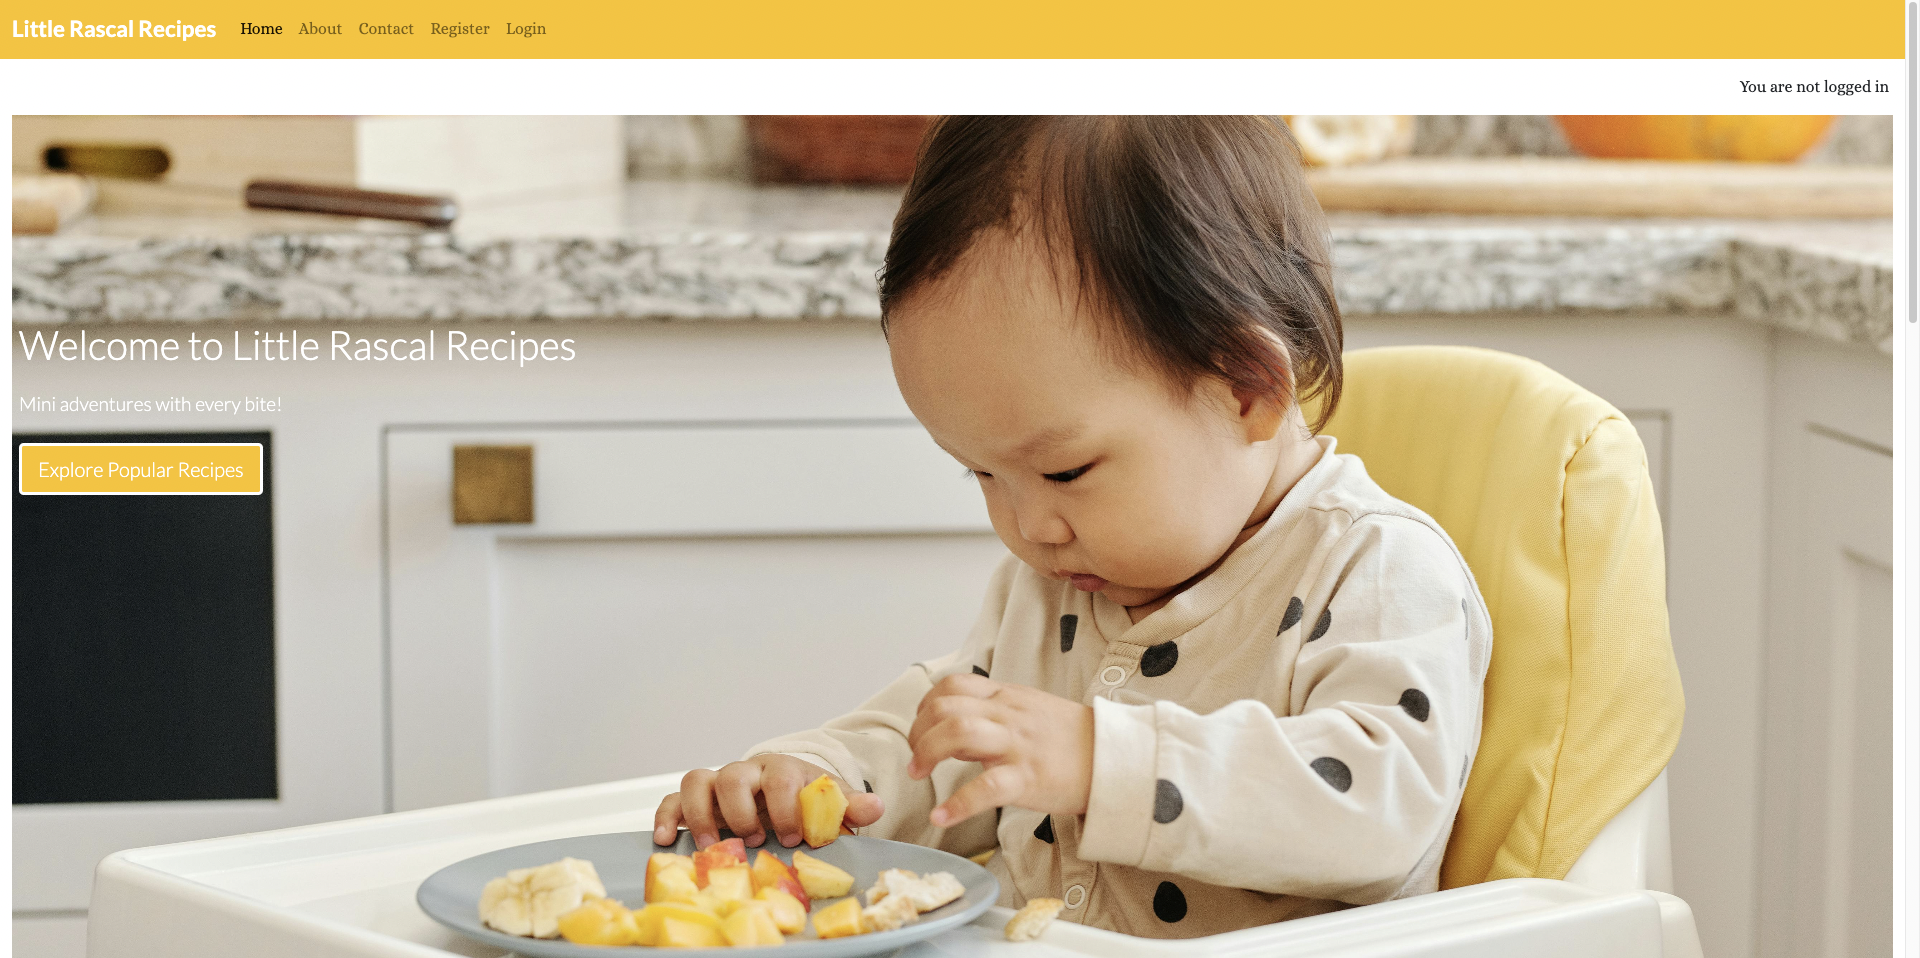 Little Rascal Recipes
Home About Contact Register Login
You are not logged in
Welcome to Little Rascal Recipes
Mini adventures with every bite!
Explore Popular Recipes